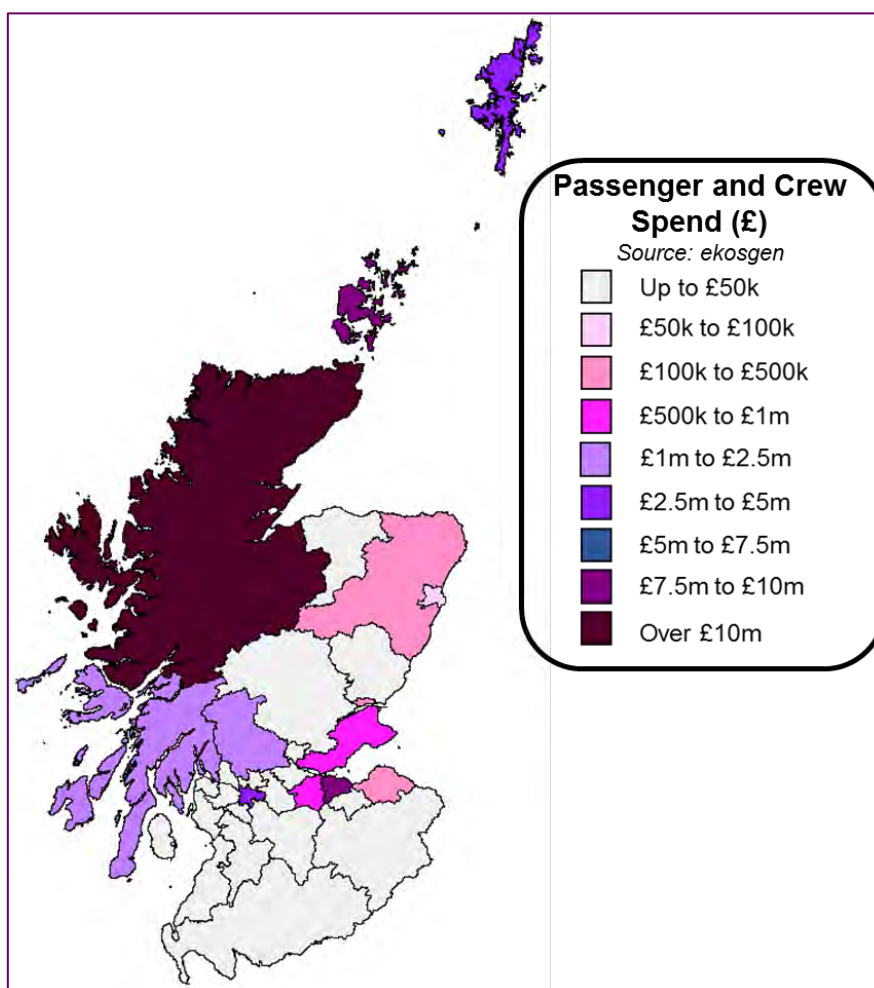 Passenger and Crew
Spend (£)
Source: ekosgen
Up to £50k
£50k to £100k
£100k to £500k
£500k to £1m
£1m to £2.5m
£2.5m to £5m
£5m to £7.5m
£7.5m to £10m
Over £10m